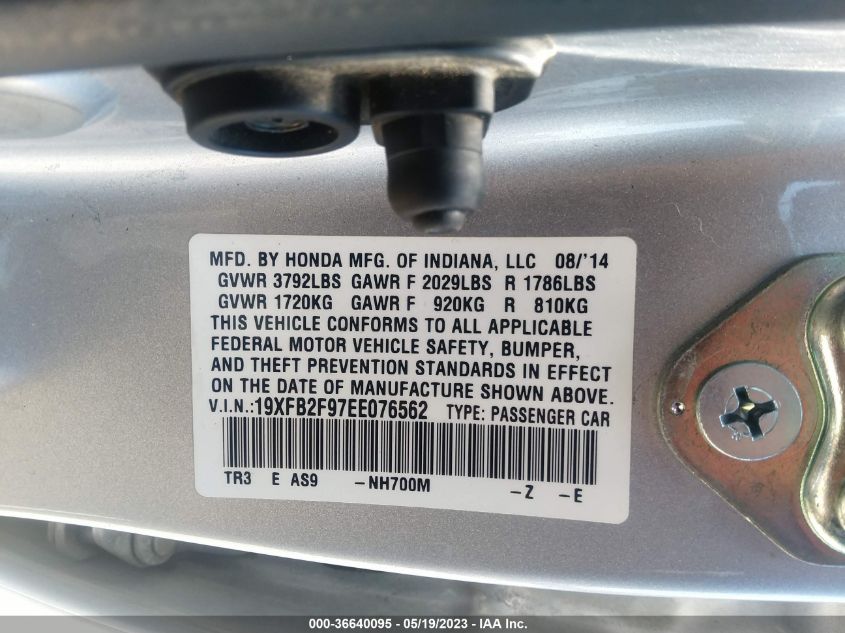 MFD. BY HONDA MFG. OF INDIANA, LLC 08/'14
GVWR 3792LBS GAWR F 2029LBS R 1786LBS
GVWR 1720KG GAWR F 920KG R 810KG
THIS VEHICLE CONFORMS TO ALL APPLICABLE
FEDERAL MOTOR VEHICLE SAFETY, BUMPER,
AND THEFT PREVENTION STANDARDS IN EFFECT
ON THE DATE OF MANUFACTURE SHOWN ABOVE.
V.I.N.:19XFB2F97EE076562 TYPE: PASSENGER CAR
TR3 E AS9 -NH700M -Z -E
000-36640095 - 05/19/2023 - IAA Inc.